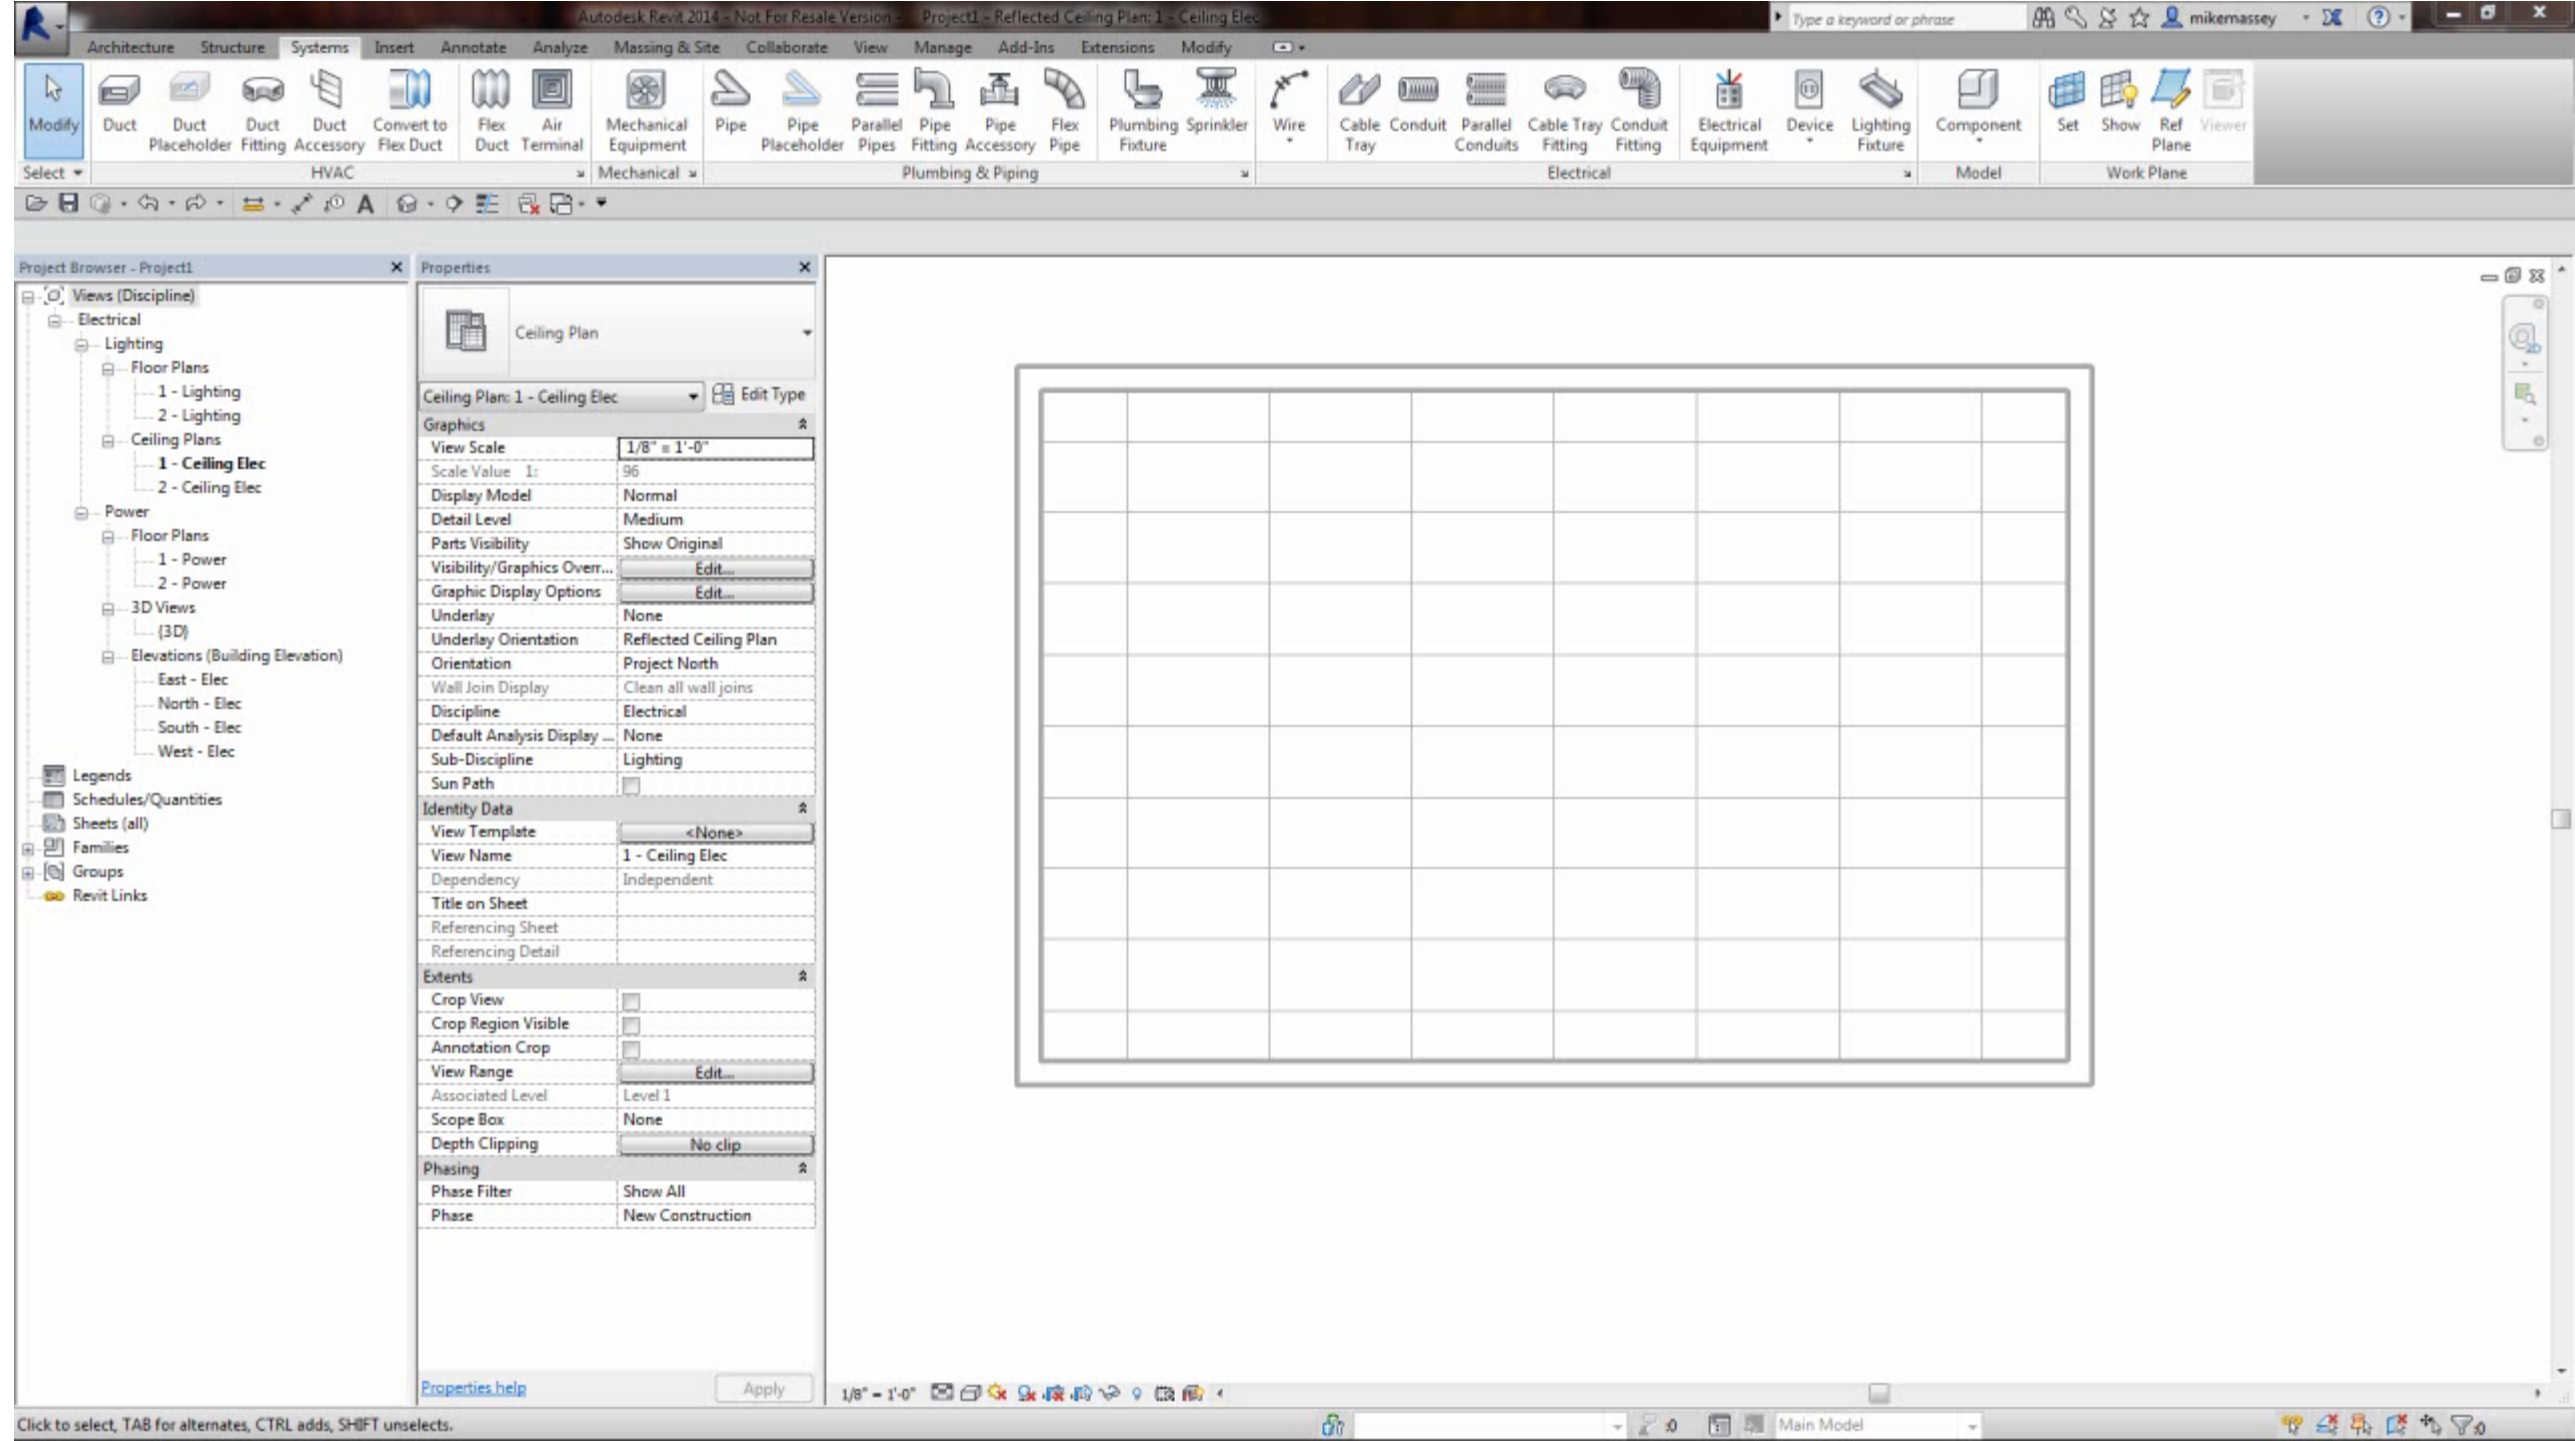 Autodesk Revit 2014 - Not For Resale Version - Project1 - Reflected Ceiling Plan: 1 - Ceiling Elec
Type a keyword or phrase
mikemassey
Architecture Structure Systems Insert Annotate Analyze Massing & Site Collaborate View Manage Add-Ins Extensions Modify
Modify Duct Duct Placeholder Duct Fitting Duct Accessory Convert to Flex Duct Flex Duct Air Terminal Mechanical Equipment Pipe Pipe Placeholder Parallel Pipes Pipe Fitting Pipe Accessory Flex Pipe Plumbing Fixture Sprinkler Wire Cable Tray Conduit Parallel Conduits Cable Tray Fitting Conduit Fitting Electrical Equipment Device Lighting Fixture Component Set Show Ref Plane Viewer
Select HVAC Mechanical Plumbing & Piping Electrical Model Work Plane
A
Project Browser - Project1
Views (Discipline)
Electrical
Lighting
Floor Plans
1 - Lighting
2 - Lighting
Ceiling Plans
1 - Ceiling Elec
2 - Ceiling Elec
Power
Floor Plans
1 - Power
2 - Power
3D Views
{3D}
Elevations (Building Elevation)
East - Elec
North - Elec
South - Elec
West - Elec
Legends
Schedules/Quantities
Sheets (all)
Families
Groups
Revit Links
Properties
Ceiling Plan
Ceiling Plan: 1 - Ceiling Elec Edit Type
Graphics
View Scale 1/8" = 1'-0"
Scale Value 1: 96
Display Model Normal
Detail Level Medium
Parts Visibility Show Original
Visibility/Graphics Overr... Edit...
Graphic Display Options Edit...
Underlay None
Underlay Orientation Reflected Ceiling Plan
Orientation Project North
Wall Join Display Clean all wall joins
Discipline Electrical
Default Analysis Display ... None
Sub-Discipline Lighting
Sun Path
Identity Data
View Template <None>
View Name 1 - Ceiling Elec
Dependency Independent
Title on Sheet
Referencing Sheet
Referencing Detail
Extents
Crop View
Crop Region Visible
Annotation Crop
View Range Edit...
Associated Level Level 1
Scope Box None
Depth Clipping No clip
Phasing
Phase Filter Show All
Phase New Construction
Properties help Apply
2D
1/8" = 1'-0"
Click to select, TAB for alternates, CTRL adds, SHIFT unselects.
:0 Main Model :0